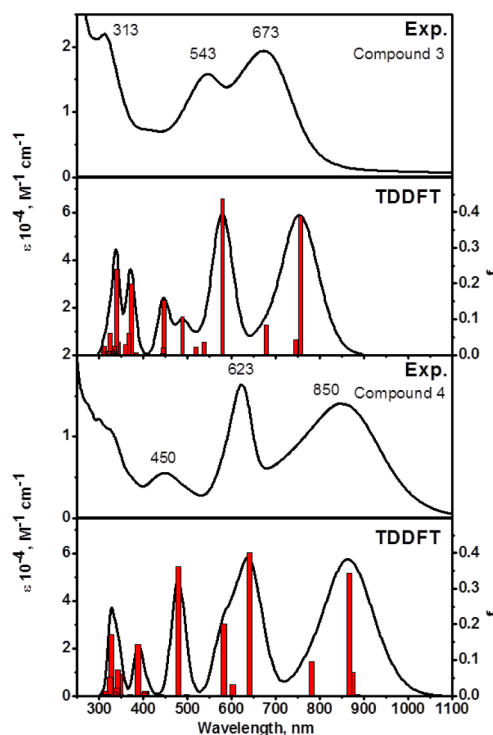 Exp.
Compound 3
313
543
673
2
1
0
TDDFT
6
4
2
2
0.4
0.3
0.2
0.1
0.0
f
ε 10⁻⁴, M⁻¹ cm⁻¹
Exp.
Compound 4
623
850
450
1
0
TDDFT
6
4
2
0
0.4
0.3
0.2
0.1
0.0
f
ε 10⁻⁴, M⁻¹ cm⁻¹
300 400 500 600 700 800 900 1000 1100
Wavelength, nm